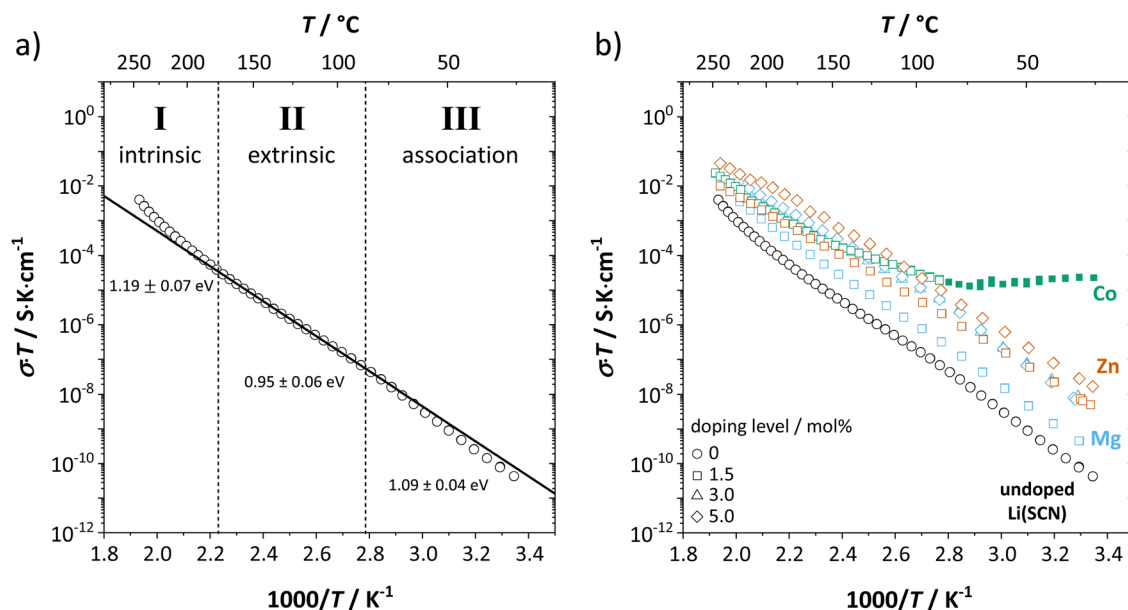 a)
T / °C
250 200 150 100 50
10⁰
10⁻²
10⁻⁴
10⁻⁶
10⁻⁸
10⁻¹⁰
10⁻¹²
σ·T / S·K·cm⁻¹
I II III
intrinsic extrinsic association
1.19 ± 0.07 eV
0.95 ± 0.06 eV
1.09 ± 0.04 eV
1.8 2.0 2.2 2.4 2.6 2.8 3.0 3.2 3.4
1000/T / K⁻¹
b)
T / °C
250 200 150 100 50
10⁰
10⁻²
10⁻⁴
10⁻⁶
10⁻⁸
10⁻¹⁰
10⁻¹²
σ·T / S·K·cm⁻¹
Co
Zn
Mg
doping level / mol%
0
1.5
3.0
5.0
undoped
Li(SCN)
1.8 2.0 2.2 2.4 2.6 2.8 3.0 3.2 3.4
1000/T / K⁻¹